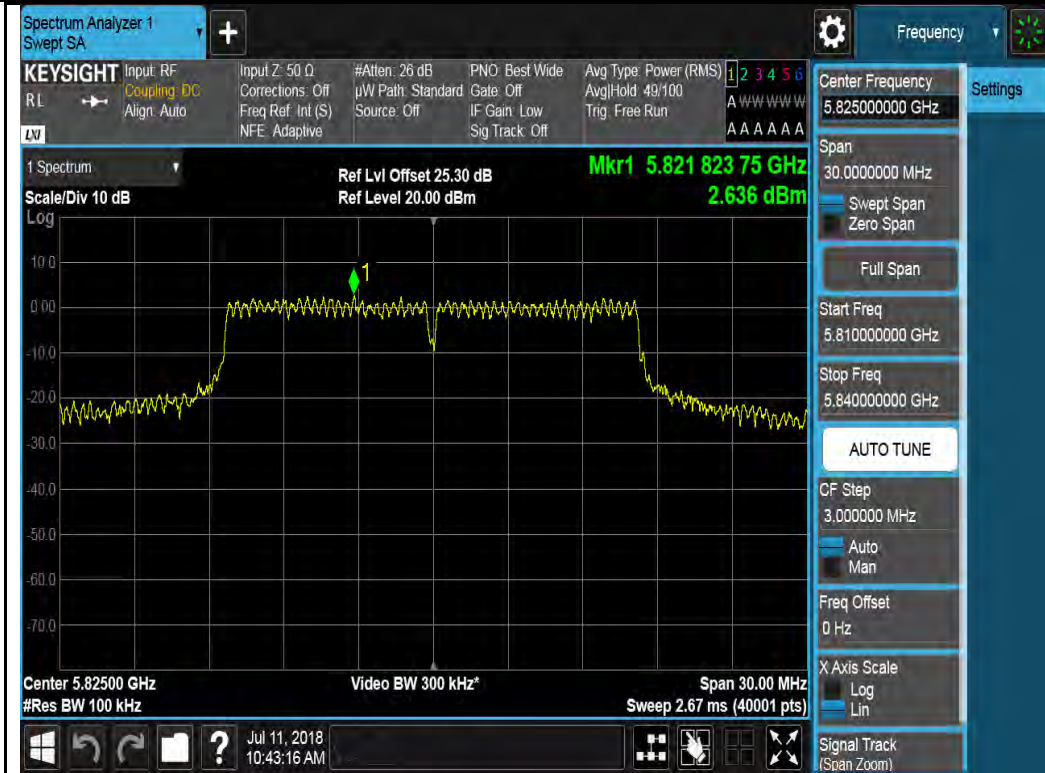 Spectrum Analyzer 1
Swept SA
+
Frequency
KEYSIGHT
RL
LXI
Input: RF
Coupling: DC
Align: Auto
Input Z: 50 Ω
Corrections: Off
Freq Ref: Int (S)
NFE: Adaptive
#Atten: 26 dB
µW Path: Standard
Source: Off
PNO: Best Wide
Gate: Off
IF Gain: Low
Sig Track: Off
Avg Type: Power (RMS)
Avg|Hold: 49/100
Trig: Free Run
1 2 3 4 5 6
A W W W W W
A A A A A A
1 Spectrum
Scale/Div 10 dB
Ref Lvl Offset 25.30 dB
Ref Level 20.00 dBm
Mkr1 5.821 823 75 GHz
2.636 dBm
Log
10.0
0.00
-10.0
-20.0
-30.0
-40.0
-50.0
-60.0
-70.0
1
Center 5.82500 GHz
#Res BW 100 kHz
Video BW 300 kHz*
Span 30.00 MHz
Sweep 2.67 ms (40001 pts)
?
Jul 11, 2018
10:43:16 AM
Center Frequency
5.825000000 GHz
Span
30.0000000 MHz
Swept Span
Zero Span
Full Span
Start Freq
5.810000000 GHz
Stop Freq
5.840000000 GHz
AUTO TUNE
CF Step
3.000000 MHz
Auto
Man
Freq Offset
0 Hz
X Axis Scale
Log
Lin
Signal Track
(Span Zoom)
Settings